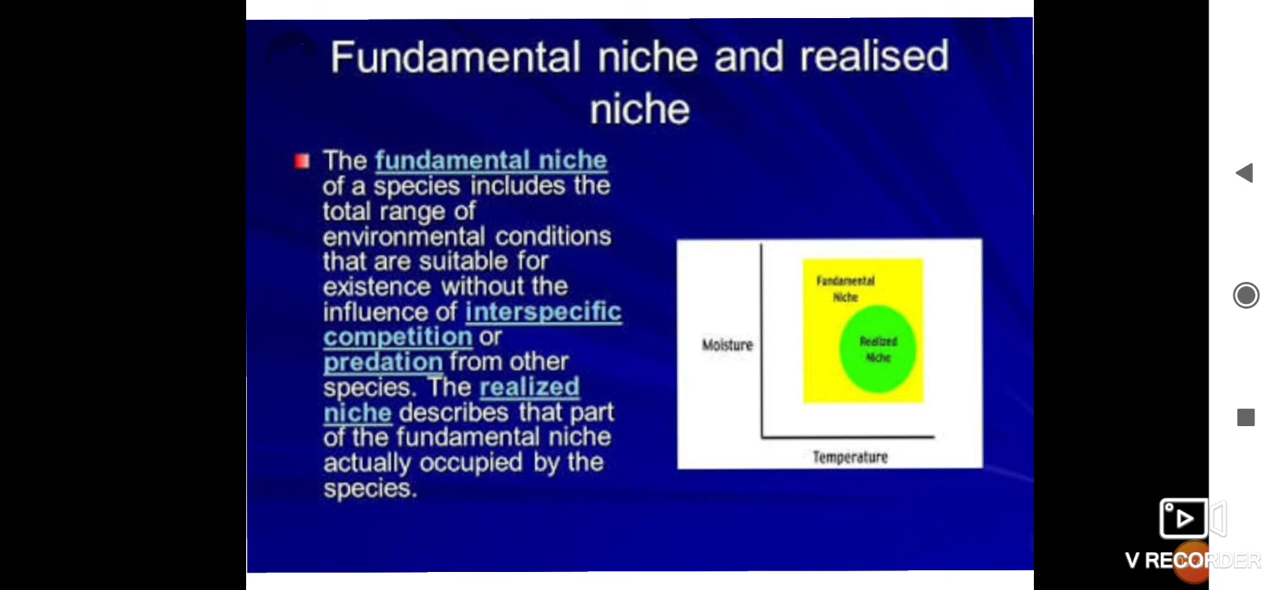 Fundamental niche and realised
niche
The fundamental niche
of a species includes the
total range of
environmental conditions
that are suitable for
existence without the
influence of interspecific
competition or
predation from other
species. The realized
niche describes that part
of the fundamental niche
actually occupied by the
species.
Fundamental
Niche
Realized
Niche
Moisture
Temperature
V RECORDER